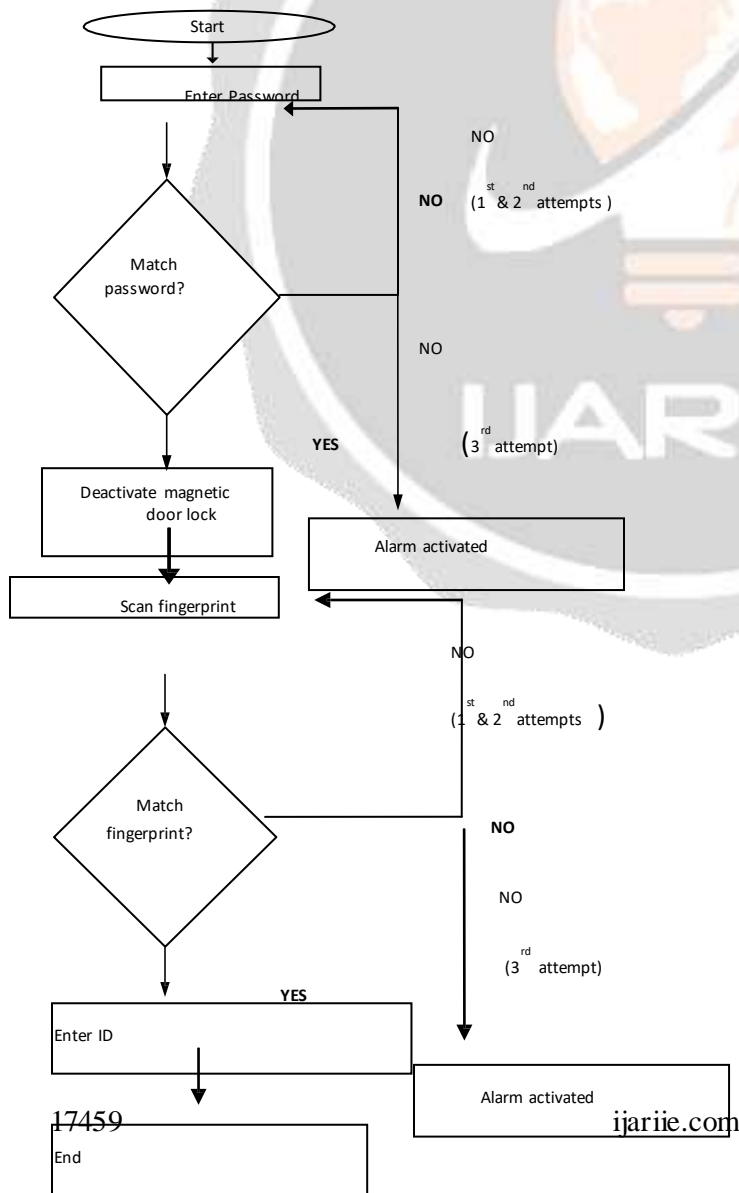 Start
Enter Password
NO
NO (1st & 2nd attempts )
Match
password?
NO
YES (3rd attempt)
Deactivate magnetic
door lock
Alarm activated
Scan fingerprint
NO
(1st & 2nd attempts )
Match
fingerprint?
NO
NO
(3rd attempt)
YES
Enter ID
Alarm activated
17459 ijariie.com
End
IJAR